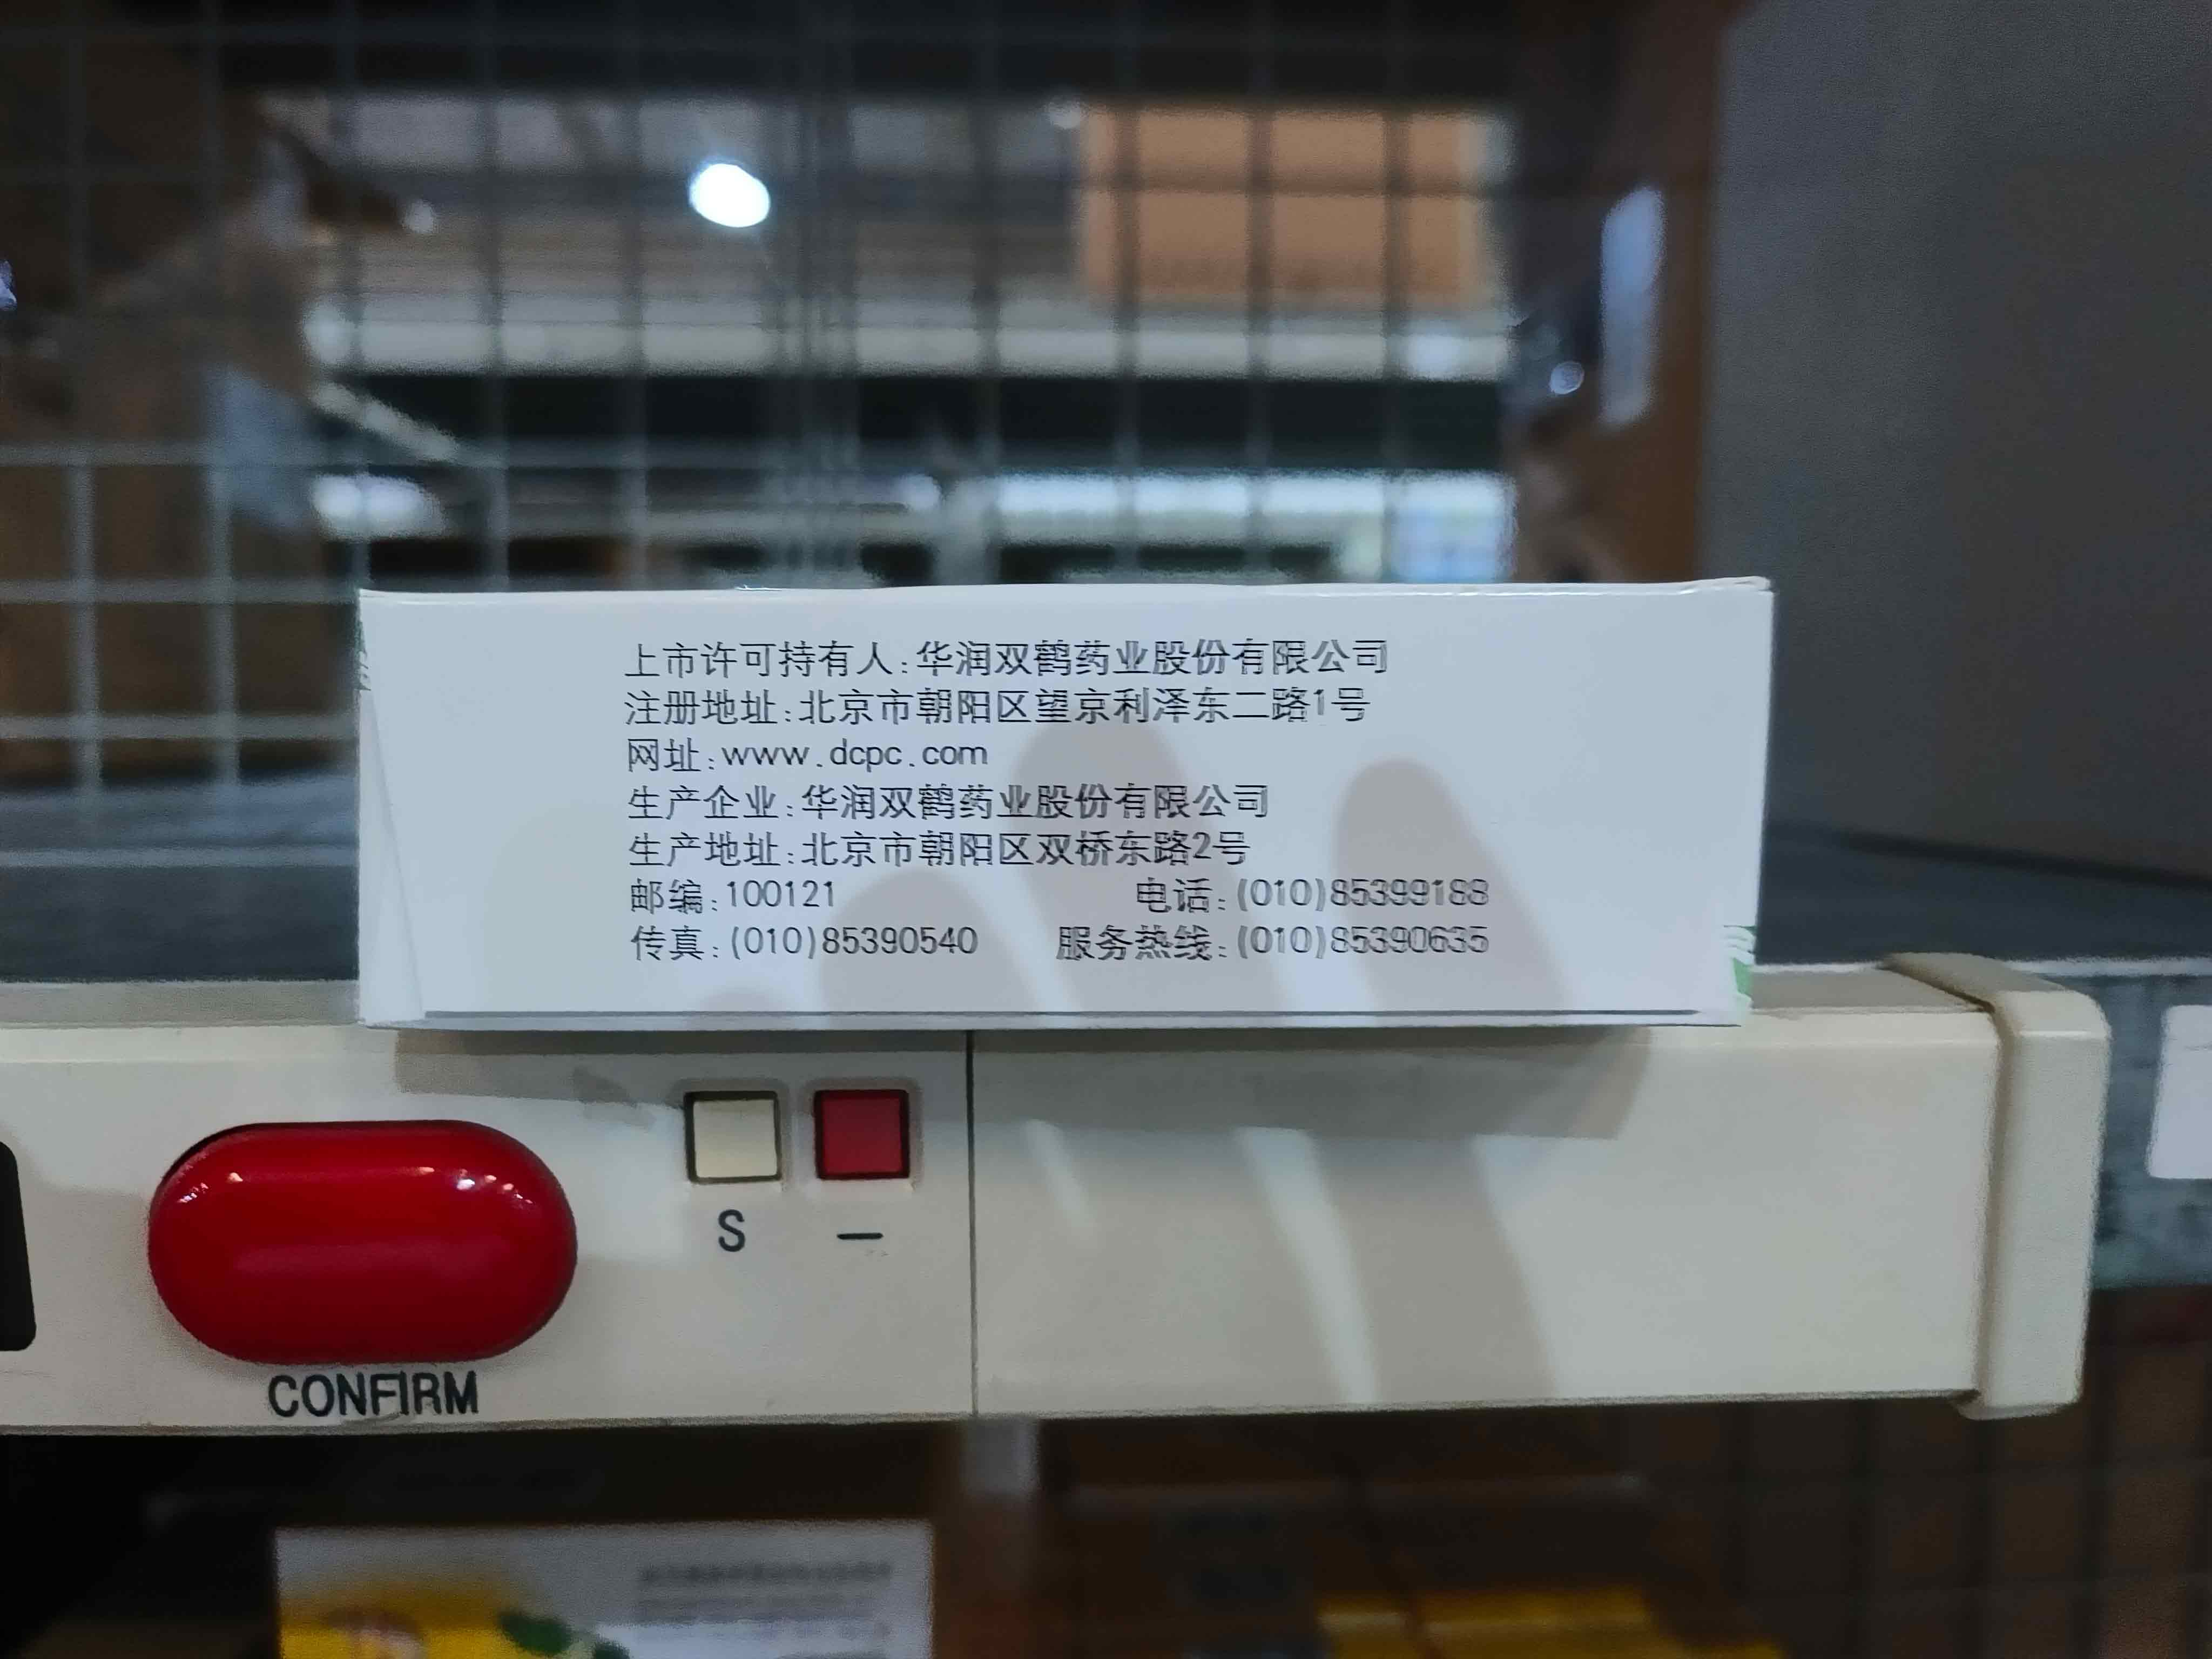 上市许可持有人:华润双鹤药业股份有限公司
注册地址:北京市朝阳区望京利泽东二路1号
网址:www.dcpc.com
生产企业:华润双鹤药业股份有限公司
生产地址:北京市朝阳区双桥东路2号
邮编:100121 电话:(010)85399188
传真:(010)85390540 服务热线:(010)85390635
S —
CONFIRM